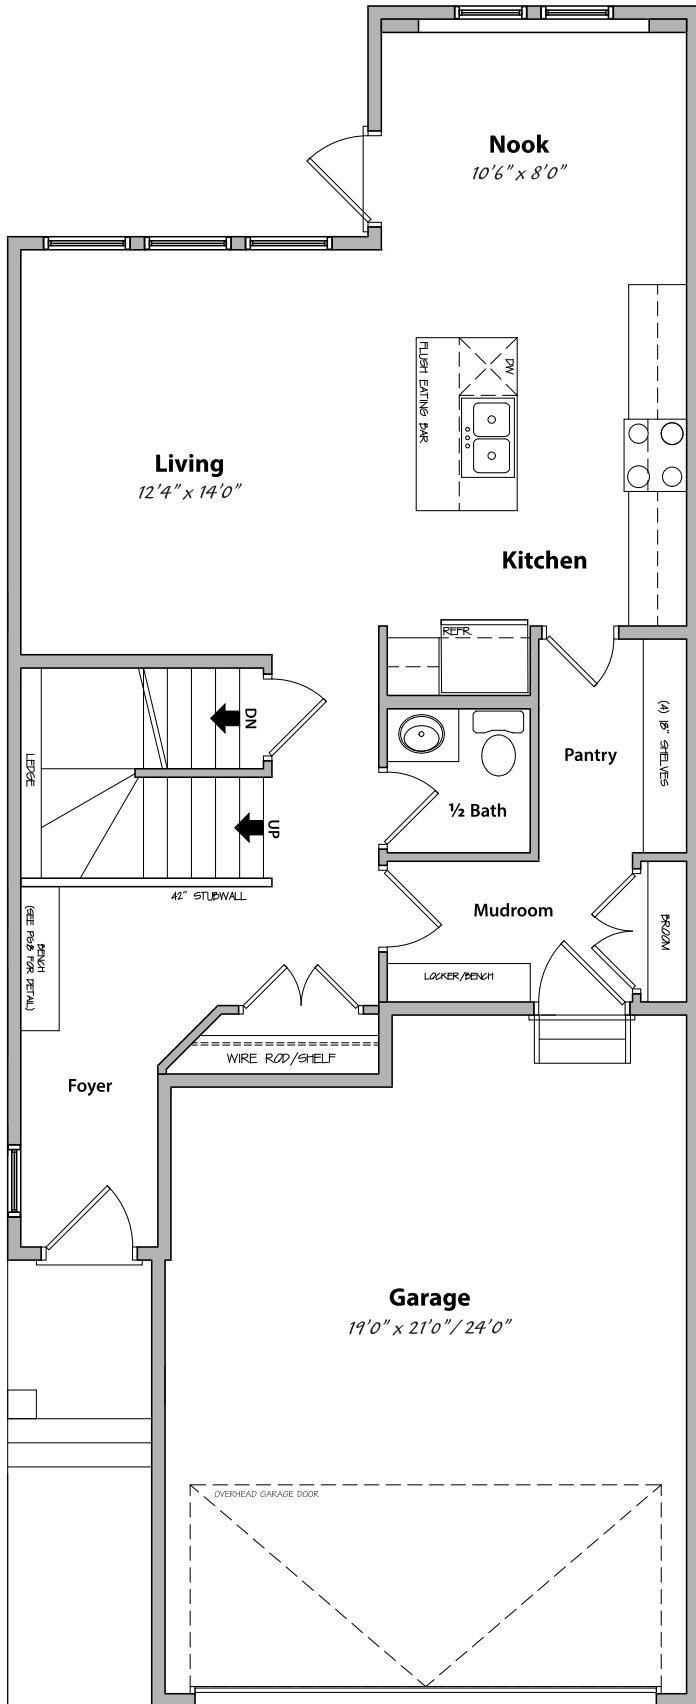 Nook
10'6" x 8'0"
FLUSH EATING BAR
DW
Living
12'4" x 14'0"
Kitchen
REFR.
(4) 18" SHELVES
Pantry
DN
LEDGE
½ Bath
UP
42" STUBWALL
Mudroom
BROOM
BENCH
(SEE PG8 FOR DETAIL)
LOCKER/BENCH
WIRE ROD/SHELF
Foyer
Garage
19'0" x 21'0"/ 24'0"
OVERHEAD GARAGE DOOR